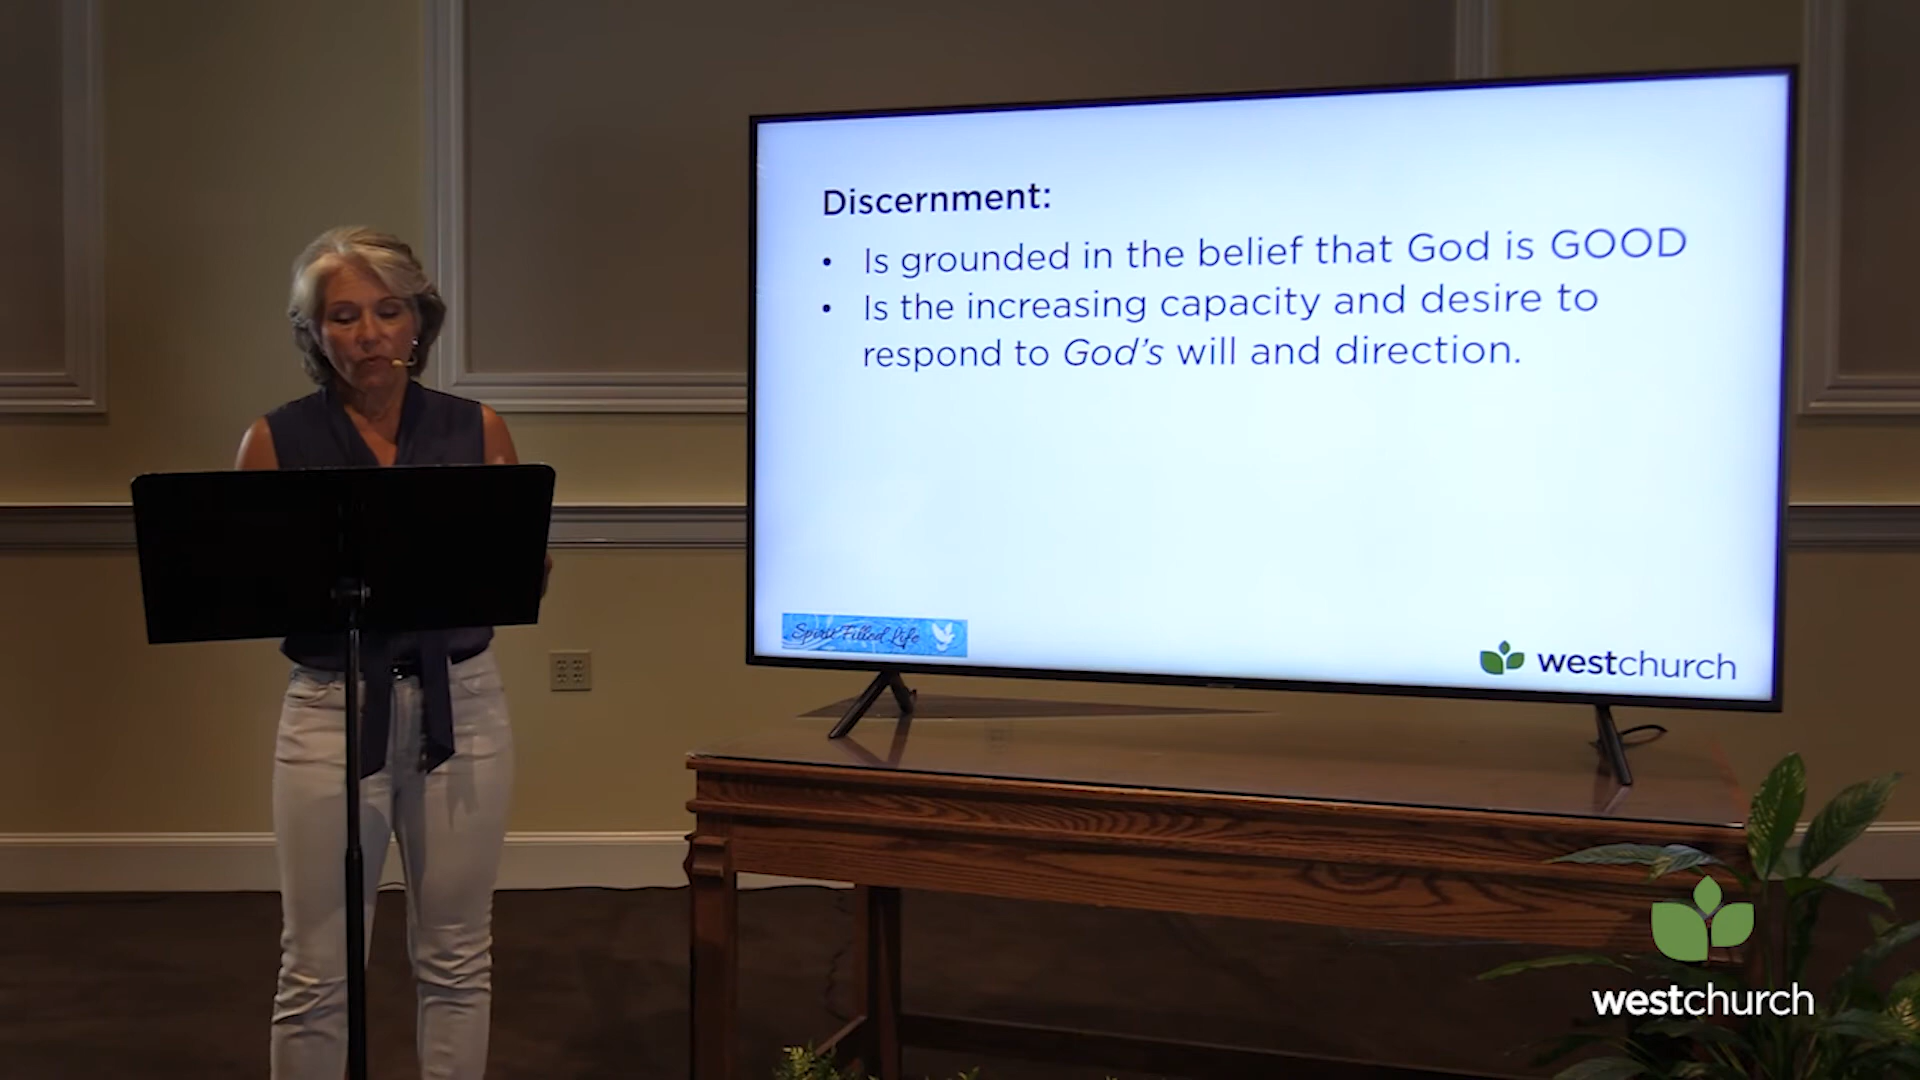 Discernment:
• Is grounded in the belief that God is GOOD
• Is the increasing capacity and desire to
respond to God's will and direction.
Spirit Filled Life
westchurch
westchurch